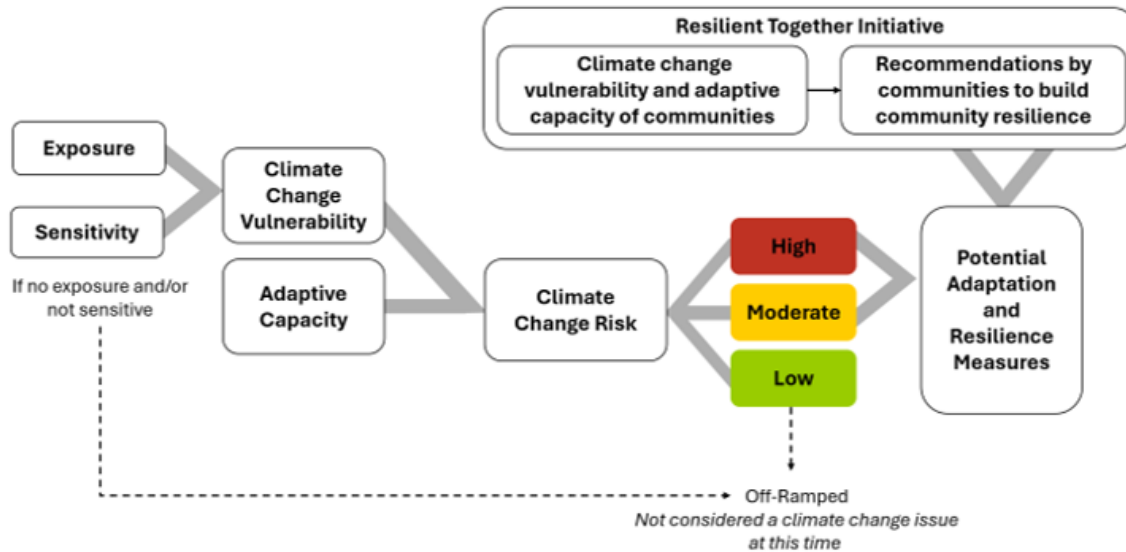 Resilient Together Initiative
Climate change
vulnerability and adaptive
capacity of communities
Recommendations by
communities to build
community resilience
Exposure
Sensitivity
If no exposure and/or
not sensitive
Climate
Change
Vulnerability
Adaptive
Capacity
Climate
Change Risk
High
Moderate
Low
Potential
Adaptation
and
Resilience
Measures
Off-Ramped
Not considered a climate change issue
at this time